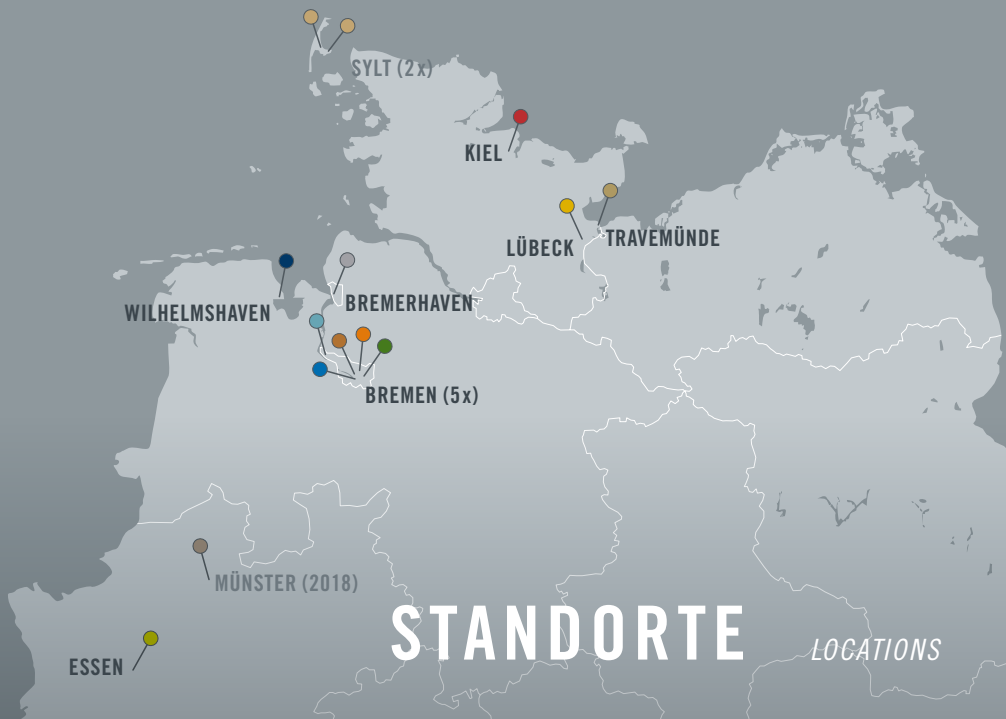 SYLT (2x)
KIEL
LÜBECK
TRAVEMÜNDE
WILHELMSHAVEN
BREMERHAVEN
BREMEN (5x)
MÜNSTER (2018)
STANDORTE
LOCATIONS
ESSEN